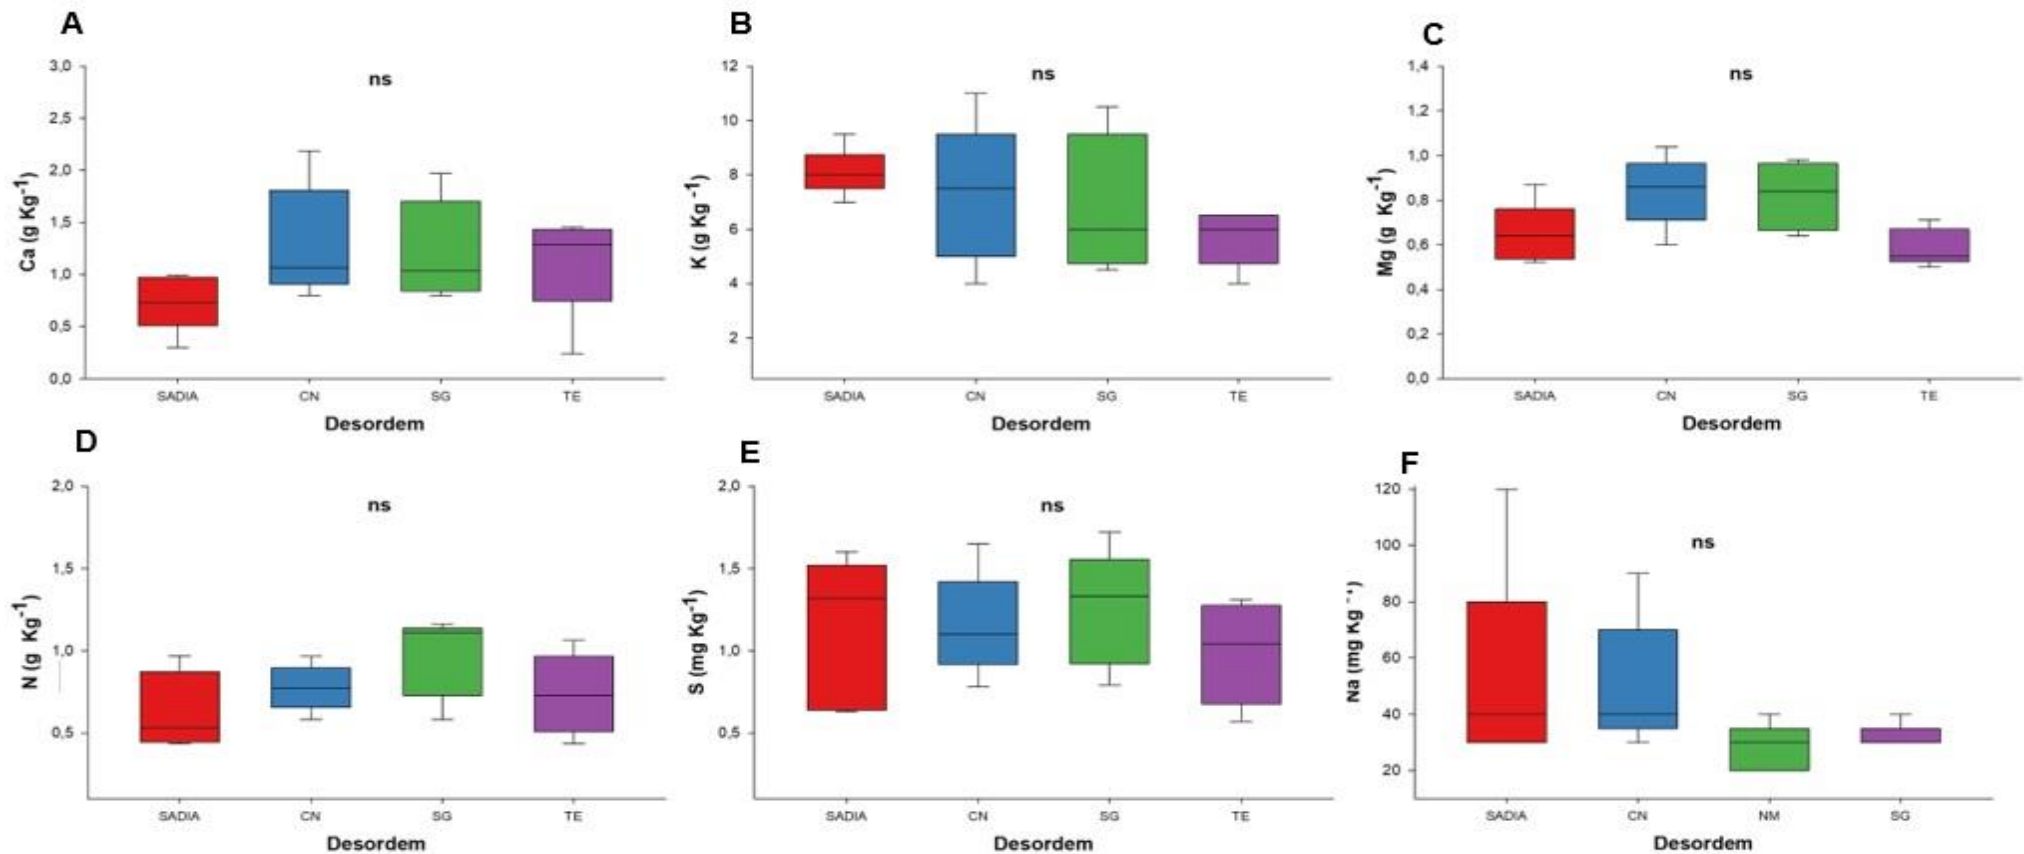 A
3,0
2,5
2,0
1,5
1,0
0,5
0,0
Ca (g Kg-1)
ns
SADIA CN SG TE
Desordem
B
12
10
8
6
4
2
K (g Kg-1)
ns
SADIA CN SG TE
Desordem
C
1,4
1,2
1,0
0,8
0,6
0,4
0,2
0,0
Mg (g Kg-1)
ns
SADIA CN SG TE
Desordem
D
2,0
1,5
1,0
0,5
N (g Kg-1)
ns
SADIA CN SG TE
Desordem
E
2,0
1,5
1,0
0,5
S (mg Kg-1)
ns
SADIA CN SG TE
Desordem
F
120
100
80
60
40
20
Na (mg Kg
ns
SADIA CN NM SG
Desordem